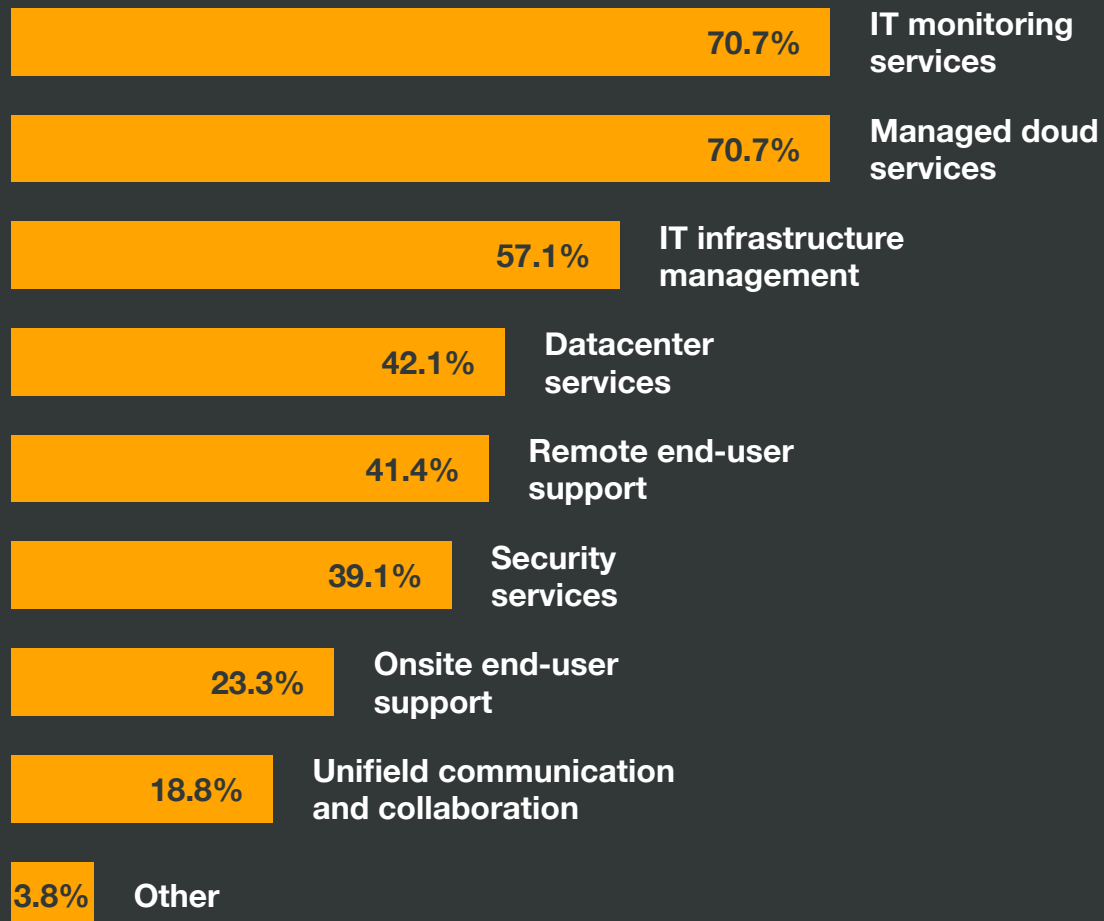 70.7%
IT monitoring
services
70.7%
Managed doud
services
57.1%
IT infrastructure
management
42.1%
Datacenter
services
41.4%
Remote end-user
support
39.1%
Security
services
23.3%
Onsite end-user
support
18.8%
Unifield communication
and collaboration
3.8%
Other